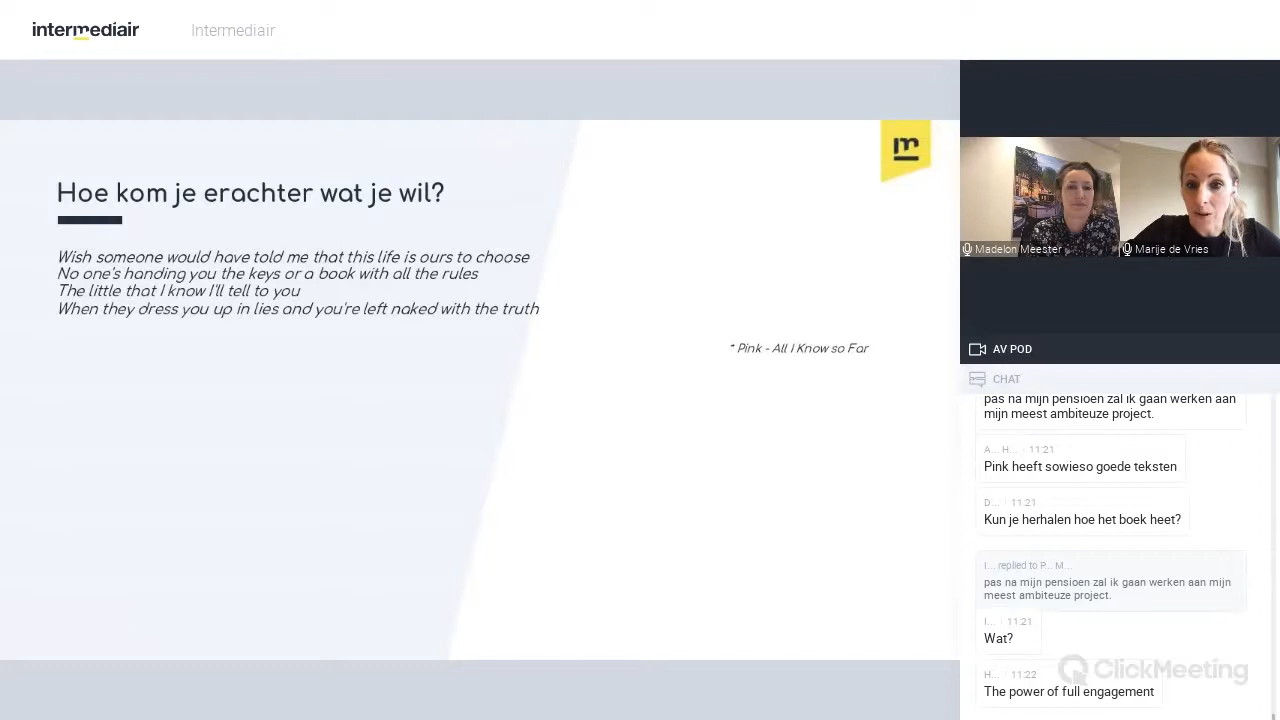 intermediair
Intermediair
Hoe kom je erachter wat je wil?
Wish someone would have told me that this life is ours to choose
No one's handing you the keys or a book with all the rules
The little that I know I'll tell to you
When they dress you up in lies and you're left naked with the truth
* Pink - All I Know so Far
m
Madelon Meester
Marije de Vries
AV POD
CHAT
pas na mijn pensioen zal ik gaan werken aan
mijn meest ambiteuze project.
A... H... · 11:21
Pink heeft sowieso goede teksten
D... · 11:21
Kun je herhalen hoe het boek heet?
I... replied to P... M...
pas na mijn pensioen zal ik gaan werken aan mijn
meest ambiteuze project.
I... · 11:21
Wat?
H... · 11:22
The power of full engagement
ClickMeeting